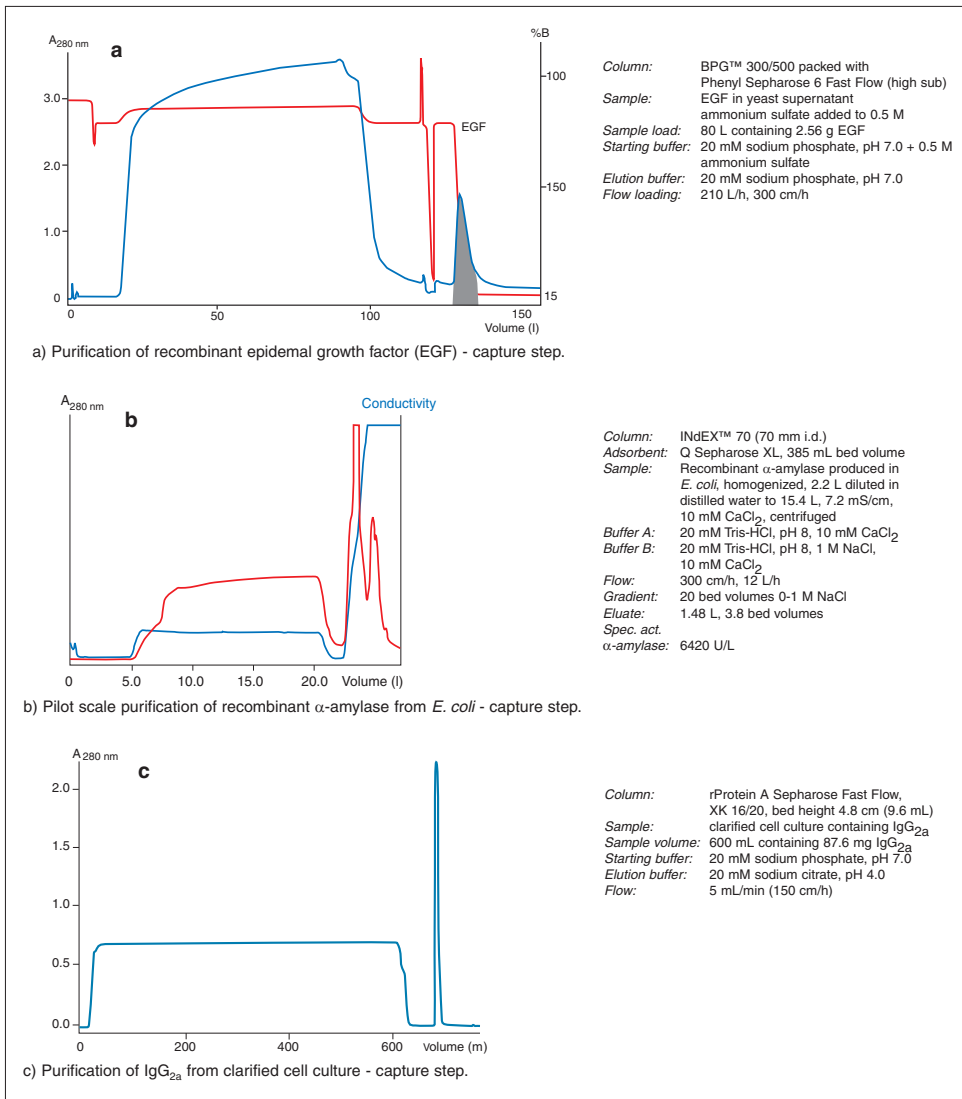 A280 nm
%B
a
3.0
2.0
1.0
0
100
150
15
EGF
0
50
100
150
Volume (l)
Column: BPG™ 300/500 packed with
Phenyl Sepharose 6 Fast Flow (high sub)
Sample: EGF in yeast supernatant
ammonium sulfate added to 0.5 M
Sample load: 80 L containing 2.56 g EGF
Starting buffer: 20 mM sodium phosphate, pH 7.0 + 0.5 M
ammonium sulfate
Elution buffer: 20 mM sodium phosphate, pH 7.0
Flow loading: 210 L/h, 300 cm/h
a) Purification of recombinant epidemal growth factor (EGF) - capture step.
A280 nm
b
Conductivity
0
5.0
10.0
15.0
20.0
Volume (l)
Column: INdEX™ 70 (70 mm i.d.)
Adsorbent: Q Sepharose XL, 385 mL bed volume
Sample: Recombinant α-amylase produced in
E. coli, homogenized, 2.2 L diluted in
distilled water to 15.4 L, 7.2 mS/cm,
10 mM CaCl2, centrifuged
Buffer A: 20 mM Tris-HCl, pH 8, 10 mM CaCl2
Buffer B: 20 mM Tris-HCl, pH 8, 1 M NaCl,
10 mM CaCl2
Flow: 300 cm/h, 12 L/h
Gradient: 20 bed volumes 0-1 M NaCl
Eluate: 1.48 L, 3.8 bed volumes
Spec. act.
α-amylase: 6420 U/L
b) Pilot scale purification of recombinant α-amylase from E. coli - capture step.
A280 nm
c
2.0
1.5
1.0
0.5
0.0
0
200
400
600
Volume (m)
Column: rProtein A Sepharose Fast Flow,
XK 16/20, bed height 4.8 cm (9.6 mL)
Sample: clarified cell culture containing IgG2a
Sample volume: 600 mL containing 87.6 mg IgG2a
Starting buffer: 20 mM sodium phosphate, pH 7.0
Elution buffer: 20 mM sodium citrate, pH 4.0
Flow: 5 mL/min (150 cm/h)
c) Purification of IgG2a from clarified cell culture - capture step.